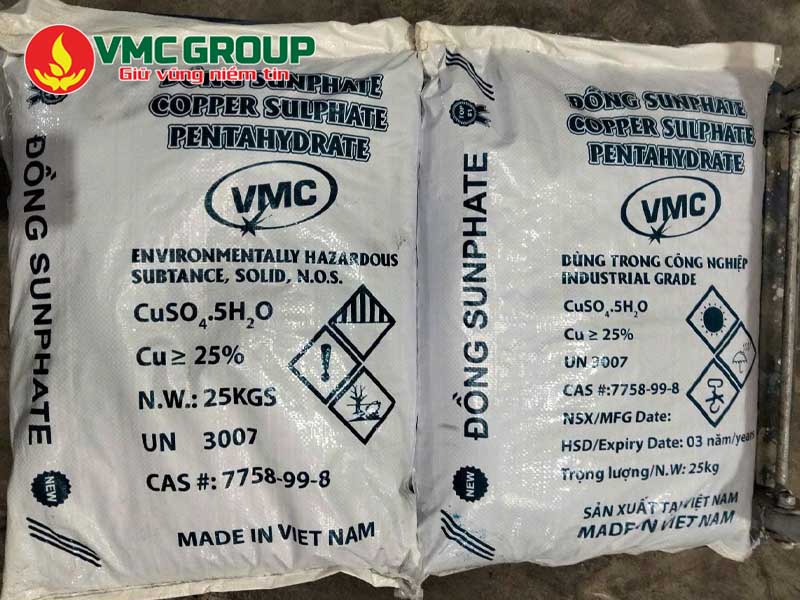 VMC GROUP
Giữ vững niềm tin
ĐỒNG SUNPHATE
COPPER SULPHATE
PENTAHYDRATE
VMC
ENVIRONMENTALLY HAZARDOUS
SUBTANCE, SOLID, N.O.S.
CuSO₄.5H₂O
Cu ≥ 25%
N.W.: 25KGS
UN 3007
CAS #: 7758-99-8
MADE IN VIET NAM
ĐỒNG SUNPHATE
NEW
ĐỒNG SUNPHATE
COPPER SULPHATE
PENTAHYDRATE
VMC
DÙNG TRONG CÔNG NGHIỆP
INDUSTRIAL GRADE
CuSO₄.5H₂O
Cu ≥ 25%
UN 3007
CAS #: 7758-99-8
NSX/MFG Date:
HSD/Expiry Date: 03 năm/years
Trọng lượng/N.W: 25kg
SẢN XUẤT TẠI VIỆT NAM
MADE IN VIET NAM
ĐỒNG SUNPHATE
NEW